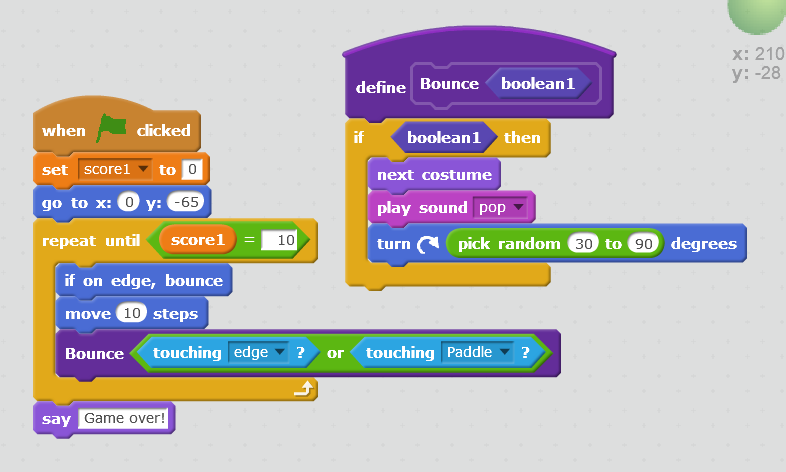 when clicked
set score1 to 0
go to x: 0 y: -65
repeat until score1 = 10
if on edge, bounce
move 10 steps
Bounce touching edge ? or touching Paddle ?
say Game over!
define Bounce boolean1
if boolean1 then
next costume
play sound pop
turn pick random 30 to 90 degrees
x: 210
y: -28